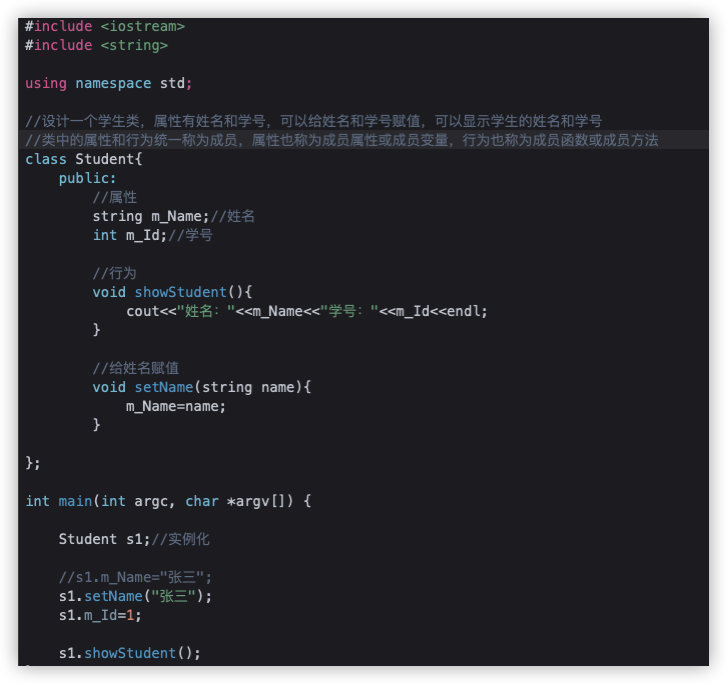 #include <iostream>
#include <string>
using namespace std;
//设计一个学生类，属性有姓名和学号，可以给姓名和学号赋值，可以显示学生的姓名和学号
//类中的属性和行为统一称为成员，属性也称为成员属性或成员变量，行为也称为成员函数或成员方法
class Student{
public:
//属性
string m_Name;//姓名
int m_Id;//学号
//行为
void showStudent(){
cout<<"姓名："<<m_Name<<"学号："<<m_Id<<endl;
}
//给姓名赋值
void setName(string name){
m_Name=name;
}
};
int main(int argc, char *argv[]) {
Student s1;//实例化
//s1.m_Name="张三";
s1.setName("张三");
s1.m_Id=1;
s1.showStudent();